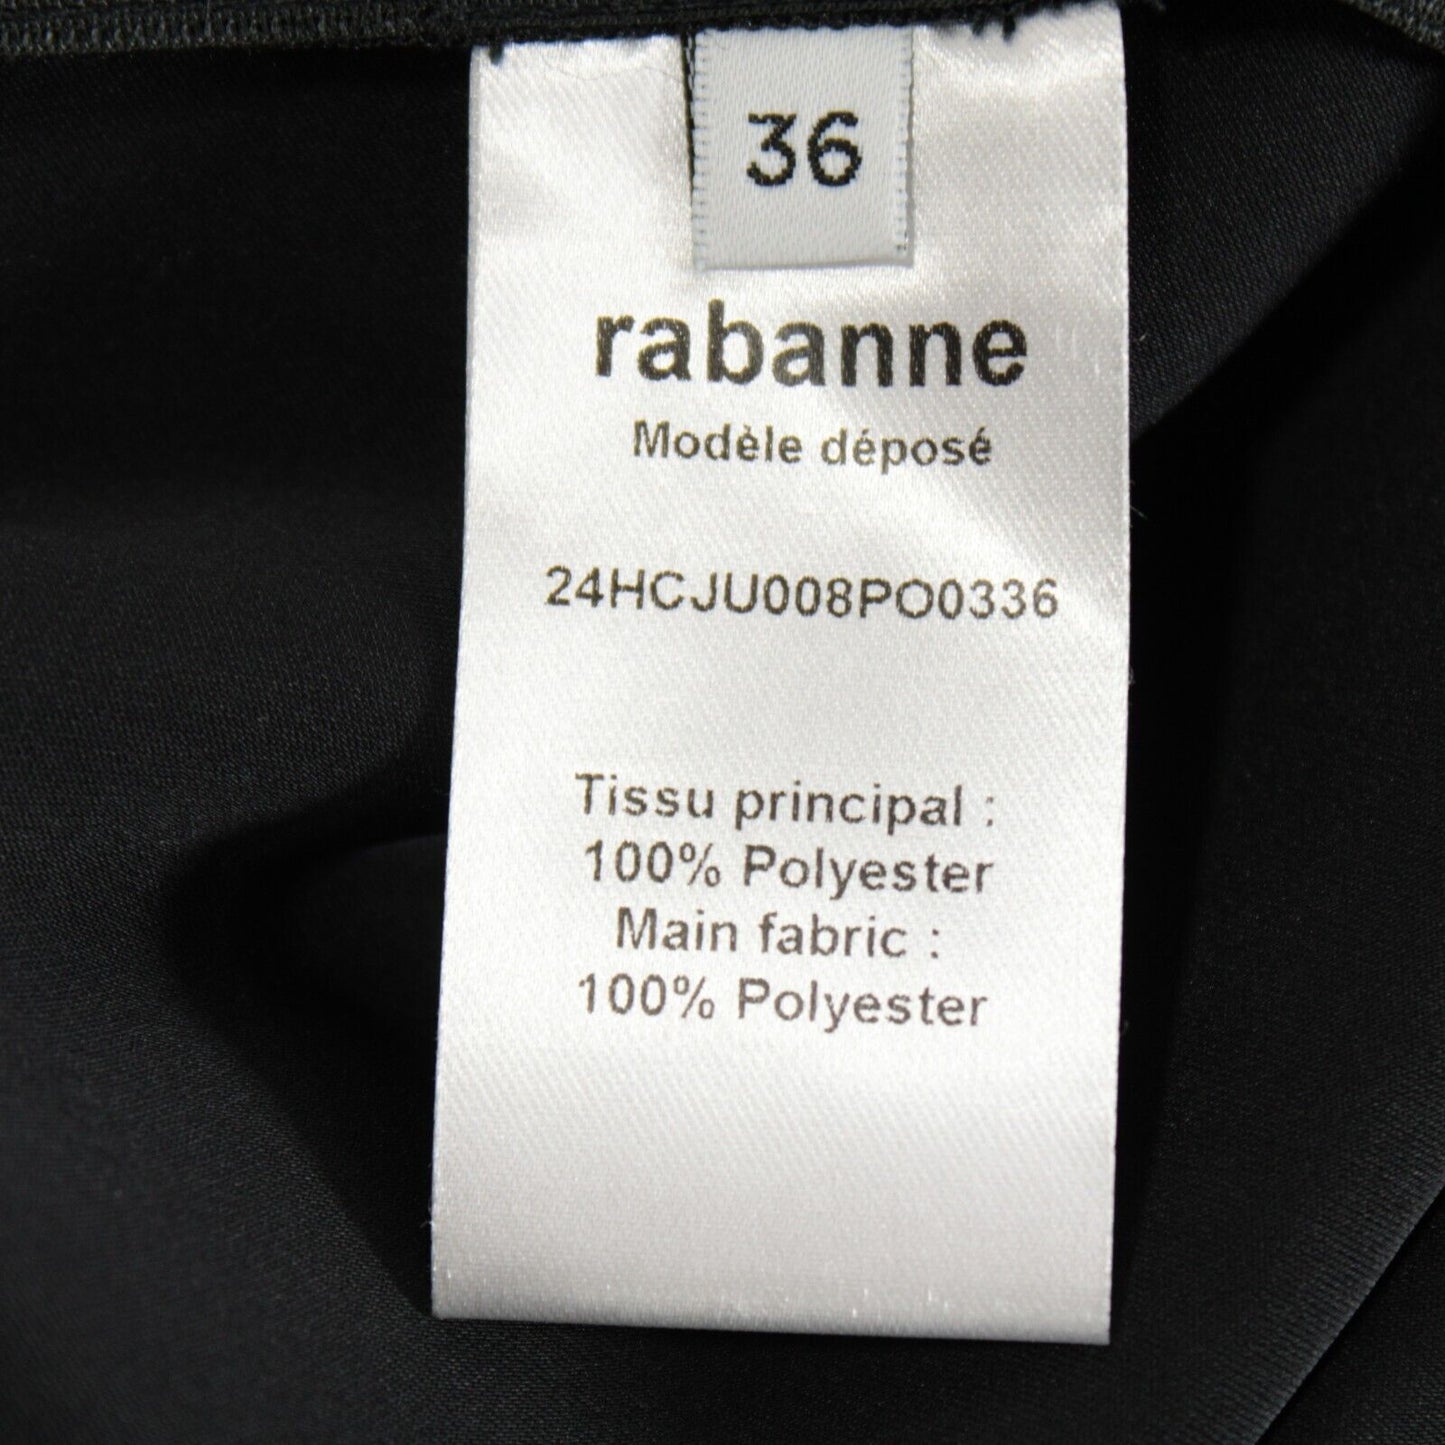 36
rabanne
Modèle déposé
24HCJU008PO0336
Tissu principal :
100% Polyester
Main fabric :
100% Polyester